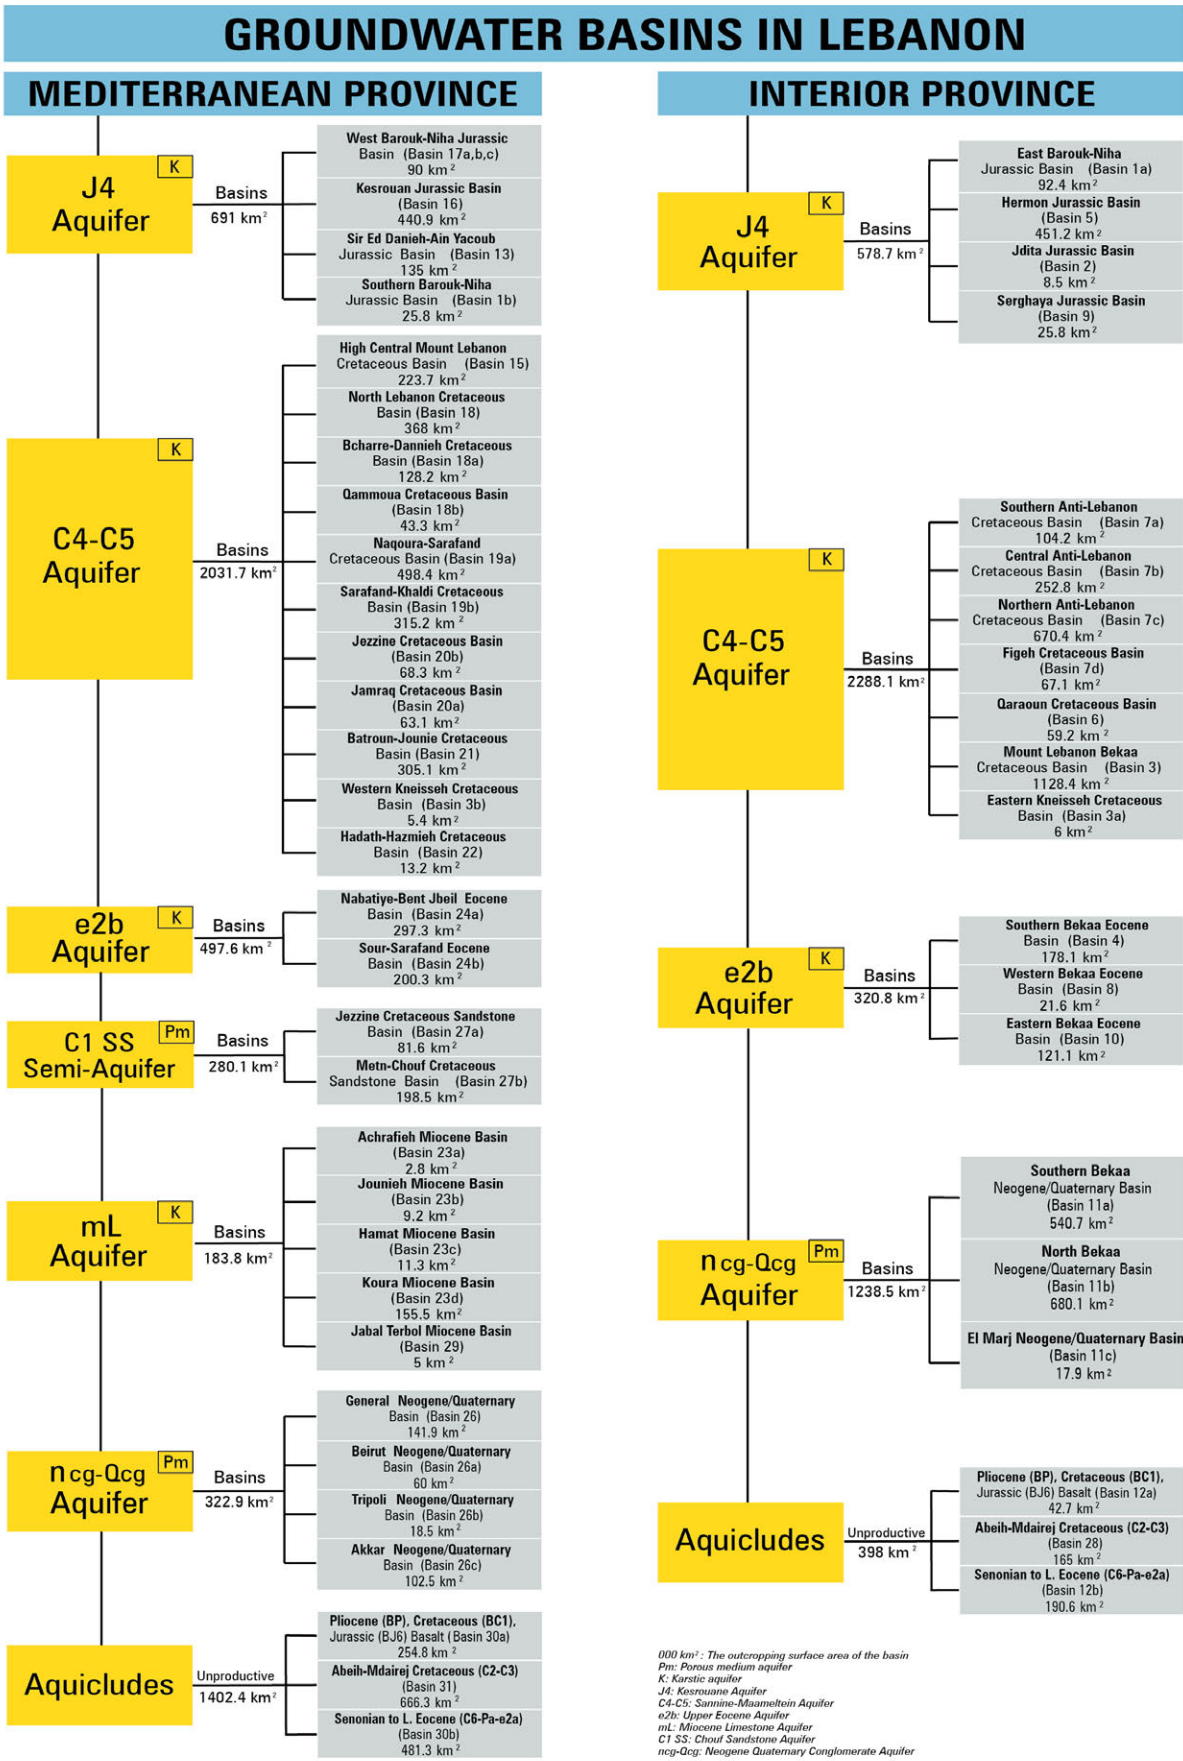 GROUNDWATER BASINS IN LEBANON
MEDITERRANEAN PROVINCE
J4
Aquifer
K
Basins
691 km²
West Barouk-Niha Jurassic
Basin (Basin 17a,b,c)
90 km²
Kesrouan Jurassic Basin
(Basin 16)
440.9 km²
Sir Ed Danieh-Ain Yacoub
Jurassic Basin (Basin 13)
135 km²
Southern Barouk-Niha
Jurassic Basin (Basin 1b)
25.8 km²
C4-C5
Aquifer
K
Basins
2031.7 km²
High Central Mount Lebanon
Cretaceous Basin (Basin 15)
223.7 km²
North Lebanon Cretaceous
Basin (Basin 18)
368 km²
Bcharre-Dannieh Cretaceous
Basin (Basin 18a)
128.2 km²
Qammoua Cretaceous Basin
(Basin 18b)
43.3 km²
Naqoura-Sarafand
Cretaceous Basin (Basin 19a)
498.4 km²
Sarafand-Khaldi Cretaceous
Basin (Basin 19b)
315.2 km²
Jezzine Cretaceous Basin
(Basin 20b)
68.3 km²
Jamraq Cretaceous Basin
(Basin 20a)
63.1 km²
Batroun-Jounie Cretaceous
Basin (Basin 21)
305.1 km²
Western Kneisseh Cretaceous
Basin (Basin 3b)
5.4 km²
Hadath-Hazmieh Cretaceous
Basin (Basin 22)
13.2 km²
e2b
Aquifer
K
Basins
497.6 km²
Nabatiye-Bent Jbeil Eocene
Basin (Basin 24a)
297.3 km²
Sour-Sarafand Eocene
Basin (Basin 24b)
200.3 km²
C1 SS
Semi-Aquifer
Pm
Basins
280.1 km²
Jezzine Cretaceous Sandstone
Basin (Basin 27a)
81.6 km²
Metn-Chouf Cretaceous
Sandstone Basin (Basin 27b)
198.5 km²
mL
Aquifer
K
Basins
183.8 km²
Achrafieh Miocene Basin
(Basin 23a)
2.8 km²
Jounieh Miocene Basin
(Basin 23b)
9.2 km²
Hamat Miocene Basin
(Basin 23c)
11.3 km²
Koura Miocene Basin
(Basin 23d)
155.5 km²
Jabal Terbol Miocene Basin
(Basin 29)
5 km²
ncg-Qcg
Aquifer
Pm
Basins
322.9 km²
General Neogene/Quaternary
Basin (Basin 26)
141.9 km²
Beirut Neogene/Quaternary
Basin (Basin 26a)
60 km²
Tripoli Neogene/Quaternary
Basin (Basin 26b)
18.5 km²
Akkar Neogene/Quaternary
Basin (Basin 26c)
102.5 km²
Aquicludes
Unproductive
1402.4 km²
Pliocene (BP), Cretaceous (BC1),
Jurassic (BJ6) Basalt (Basin 30a)
254.8 km²
Abeih-Mdairej Cretaceous (C2-C3)
(Basin 31)
666.3 km²
Senonian to L. Eocene (C6-Pa-e2a)
(Basin 30b)
481.3 km²
INTERIOR PROVINCE
J4
Aquifer
K
Basins
578.7 km²
East Barouk-Niha
Jurassic Basin (Basin 1a)
92.4 km²
Hermon Jurassic Basin
(Basin 5)
451.2 km²
Jdita Jurassic Basin
(Basin 2)
8.5 km²
Serghaya Jurassic Basin
(Basin 9)
25.8 km²
C4-C5
Aquifer
K
Basins
2288.1 km²
Southern Anti-Lebanon
Cretaceous Basin (Basin 7a)
104.2 km²
Central Anti-Lebanon
Cretaceous Basin (Basin 7b)
252.8 km²
Northern Anti-Lebanon
Cretaceous Basin (Basin 7c)
670.4 km²
Figeh Cretaceous Basin
(Basin 7d)
67.1 km²
Qaraoun Cretaceous Basin
(Basin 6)
59.2 km²
Mount Lebanon Bekaa
Cretaceous Basin (Basin 3)
1128.4 km²
Eastern Kneisseh Cretaceous
Basin (Basin 3a)
6 km²
e2b
Aquifer
K
Basins
320.8 km²
Southern Bekaa Eocene
Basin (Basin 4)
178.1 km²
Western Bekaa Eocene
Basin (Basin 8)
21.6 km²
Eastern Bekaa Eocene
Basin (Basin 10)
121.1 km²
ncg-Qcg
Aquifer
Pm
Basins
1238.5 km²
Southern Bekaa
Neogene/Quaternary Basin
(Basin 11a)
540.7 km²
North Bekaa
Neogene/Quaternary Basin
(Basin 11b)
680.1 km²
El Marj Neogene/Quaternary Basin
(Basin 11c)
17.9 km²
Aquicludes
Unproductive
398 km²
Pliocene (BP), Cretaceous (BC1),
Jurassic (BJ6) Basalt (Basin 12a)
42.7 km²
Abeih-Mdairej Cretaceous (C2-C3)
(Basin 28)
165 km²
Senonian to L. Eocene (C6-Pa-e2a)
(Basin 12b)
190.6 km²
000 km²: The outcropping surface area of the basin
Pm: Porous medium aquifer
K: Karstic aquifer
J4: Kesrouane Aquifer
C4-C5: Sannine-Maameltein Aquifer
e2b: Upper Eocene Aquifer
mL: Miocene Limestone Aquifer
C1 SS: Chouf Sandstone Aquifer
ncg-Qcg: Neogene Quaternary Conglomerate Aquifer